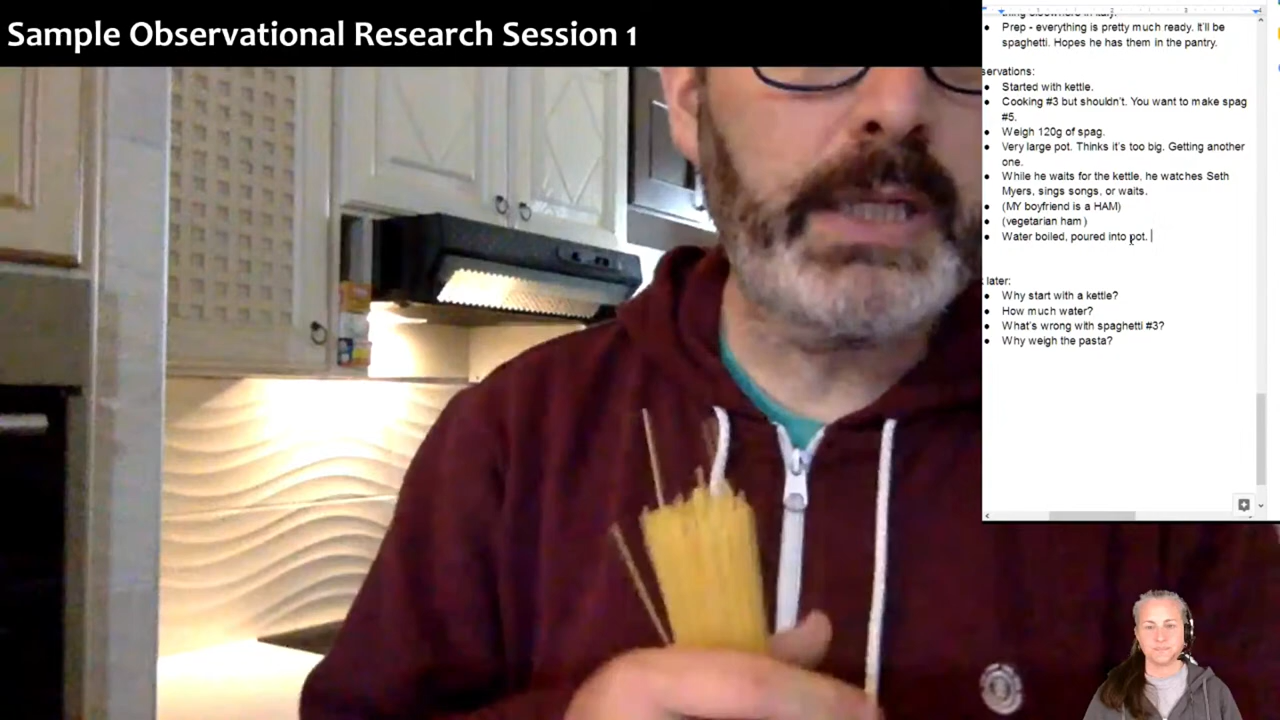 Sample Observational Research Session 1
thing elsewhere in Italy.
● Prep - everything is pretty much ready. It'll be
spaghetti. Hopes he has them in the pantry.
servations:
● Started with kettle.
● Cooking #3 but shouldn't. You want to make spag
#5.
● Weigh 120g of spag.
● Very large pot. Thinks it's too big. Getting another
one.
● While he waits for the kettle, he watches Seth
Myers, sings songs, or waits.
● (MY boyfriend is a HAM)
● (vegetarian ham )
● Water boiled, poured into pot.
later:
● Why start with a kettle?
● How much water?
● What's wrong with spaghetti #3?
● Why weigh the pasta?